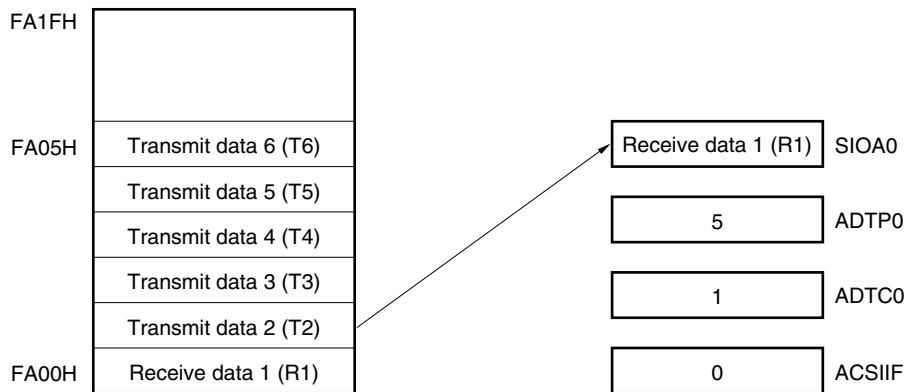 FA1FH
FA05H Transmit data 6 (T6) Receive data 1 (R1) SIOA0
Transmit data 5 (T5) 5 ADTP0
Transmit data 4 (T4)
Transmit data 3 (T3) 1 ADTC0
Transmit data 2 (T2)
FA00H Receive data 1 (R1) 0 ACSIIF